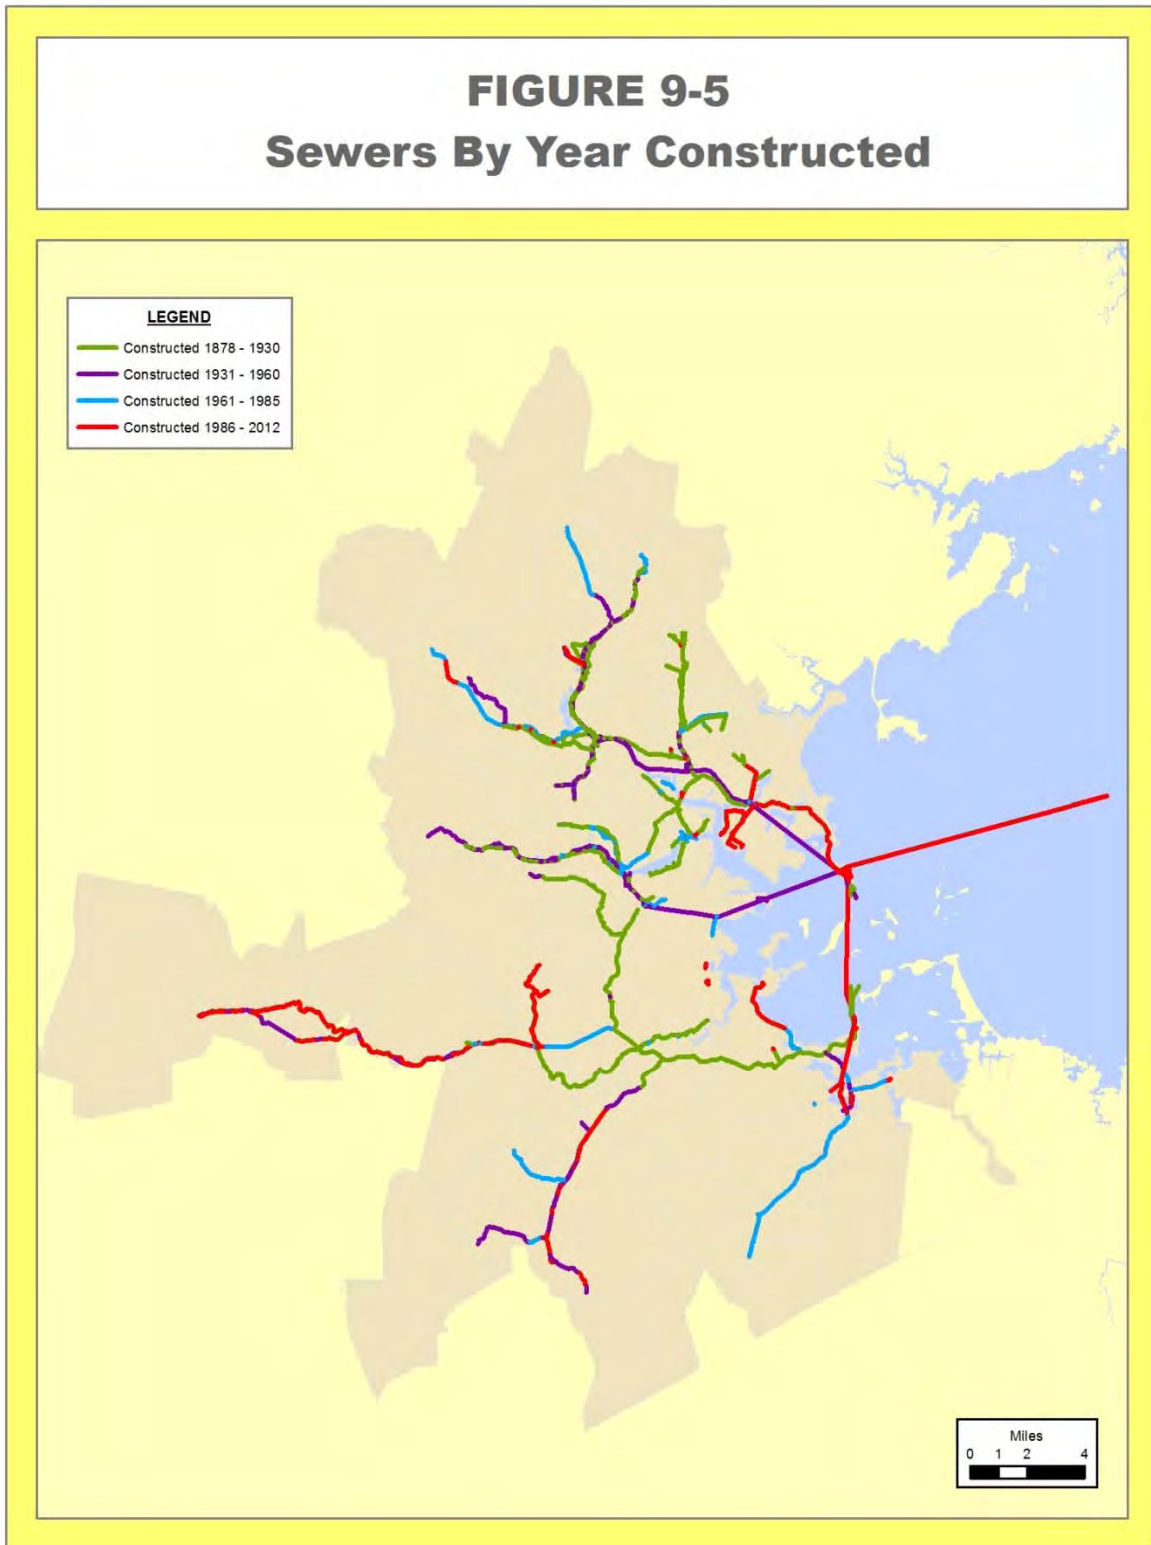 FIGURE 9-5
Sewers By Year Constructed
LEGEND
Constructed 1878 - 1930
Constructed 1931 - 1960
Constructed 1961 - 1985
Constructed 1986 - 2012
Miles
0 1 2 4